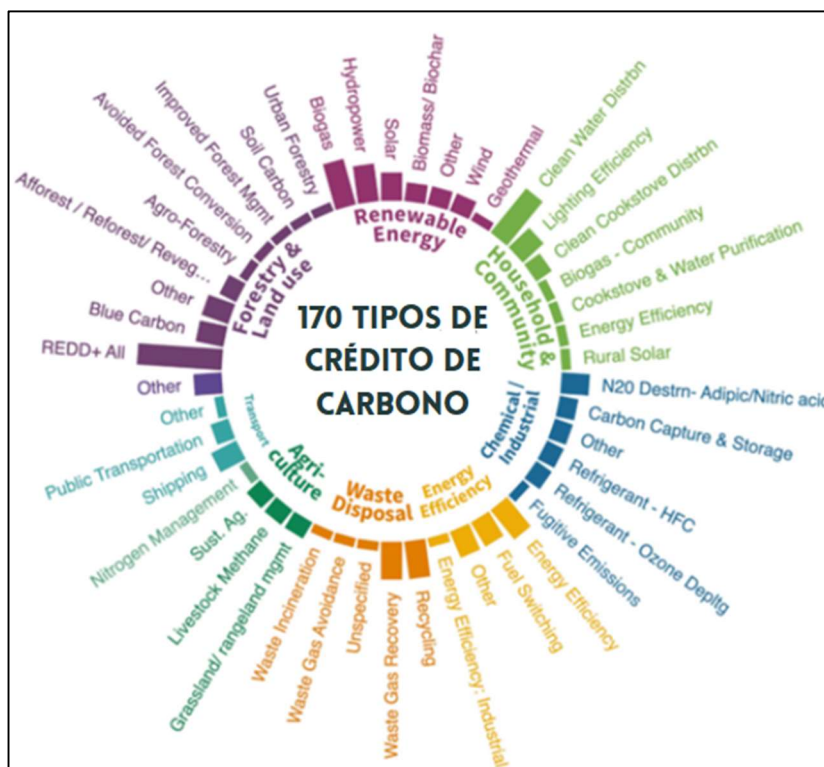 170 TIPOS DE
CRÉDITO DE
CARBONO
Renewable
Energy
Biogas
Hydropower
Solar
Biomass/ Biochar
Other
Wind
Geothermal
Household &
Community
Clean Water Distrbn
Lighting Efficiency
Clean Cookstove Distrbn
Biogas - Community
Cookstove & Water Purification
Energy Efficiency
Rural Solar
Chemical /
Industrial
N20 Destrn- Adipic/Nitric acid
Carbon Capture & Storage
Other
Refrigerant - HFC
Refrigerant - Ozone Depltg
Fugitive Emissions
Energy
Efficiency
Energy Efficiency
Fuel Switching
Other
Energy Efficiency: Industrial
Waste
Disposal
Recycling
Waste Gas Recovery
Unspecified
Waste Gas Avoidance
Waste Incineration
Agri-
culture
Grassland/ rangeland mgmt
Livestock Methane
Sust. Ag.
Nitrogen Management
Transport
Shipping
Public Transportation
Other
Other
Forestry &
Land use
REDD+ All
Blue Carbon
Other
Afforest / Reforest/ Reveg...
Agro-Forestry
Avoided Forest Conversion
Improved Forest Mgmt
Soil Carbon
Urban Forestry